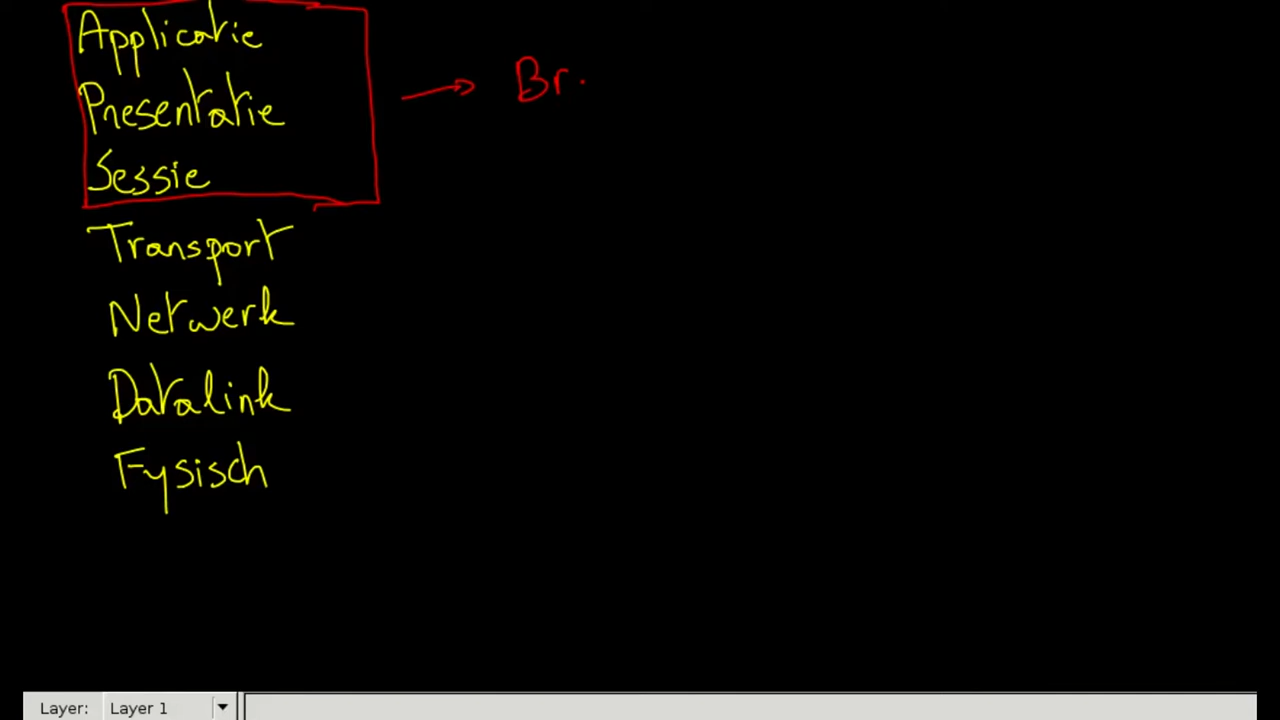 Applicatie
Presentatie
Sessie
Transport
Netwerk
Datalink
Fysisch
Br.
Layer: Layer 1